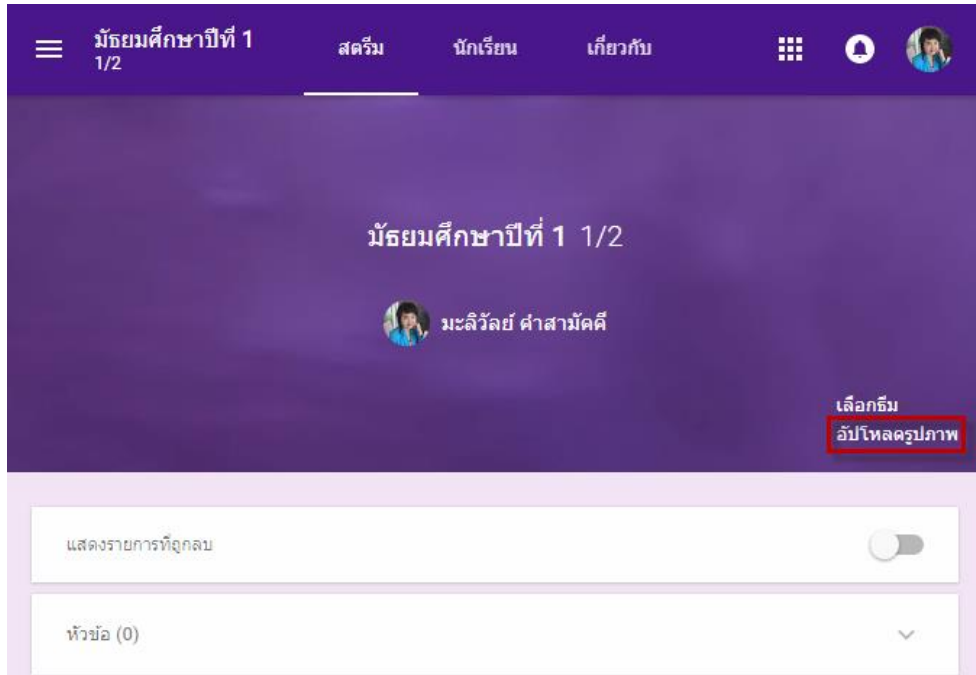 มัธยมศึกษาปีที่ 1
1/2
สตรีม นักเรียน เกี่ยวกับ
มัธยมศึกษาปีที่ 1 1/2
มะลิวัลย์ คำสามัคคี
เลือกธีม
อัปโหลดรูปภาพ
แสดงรายการที่ถูกลบ
หัวข้อ (0)